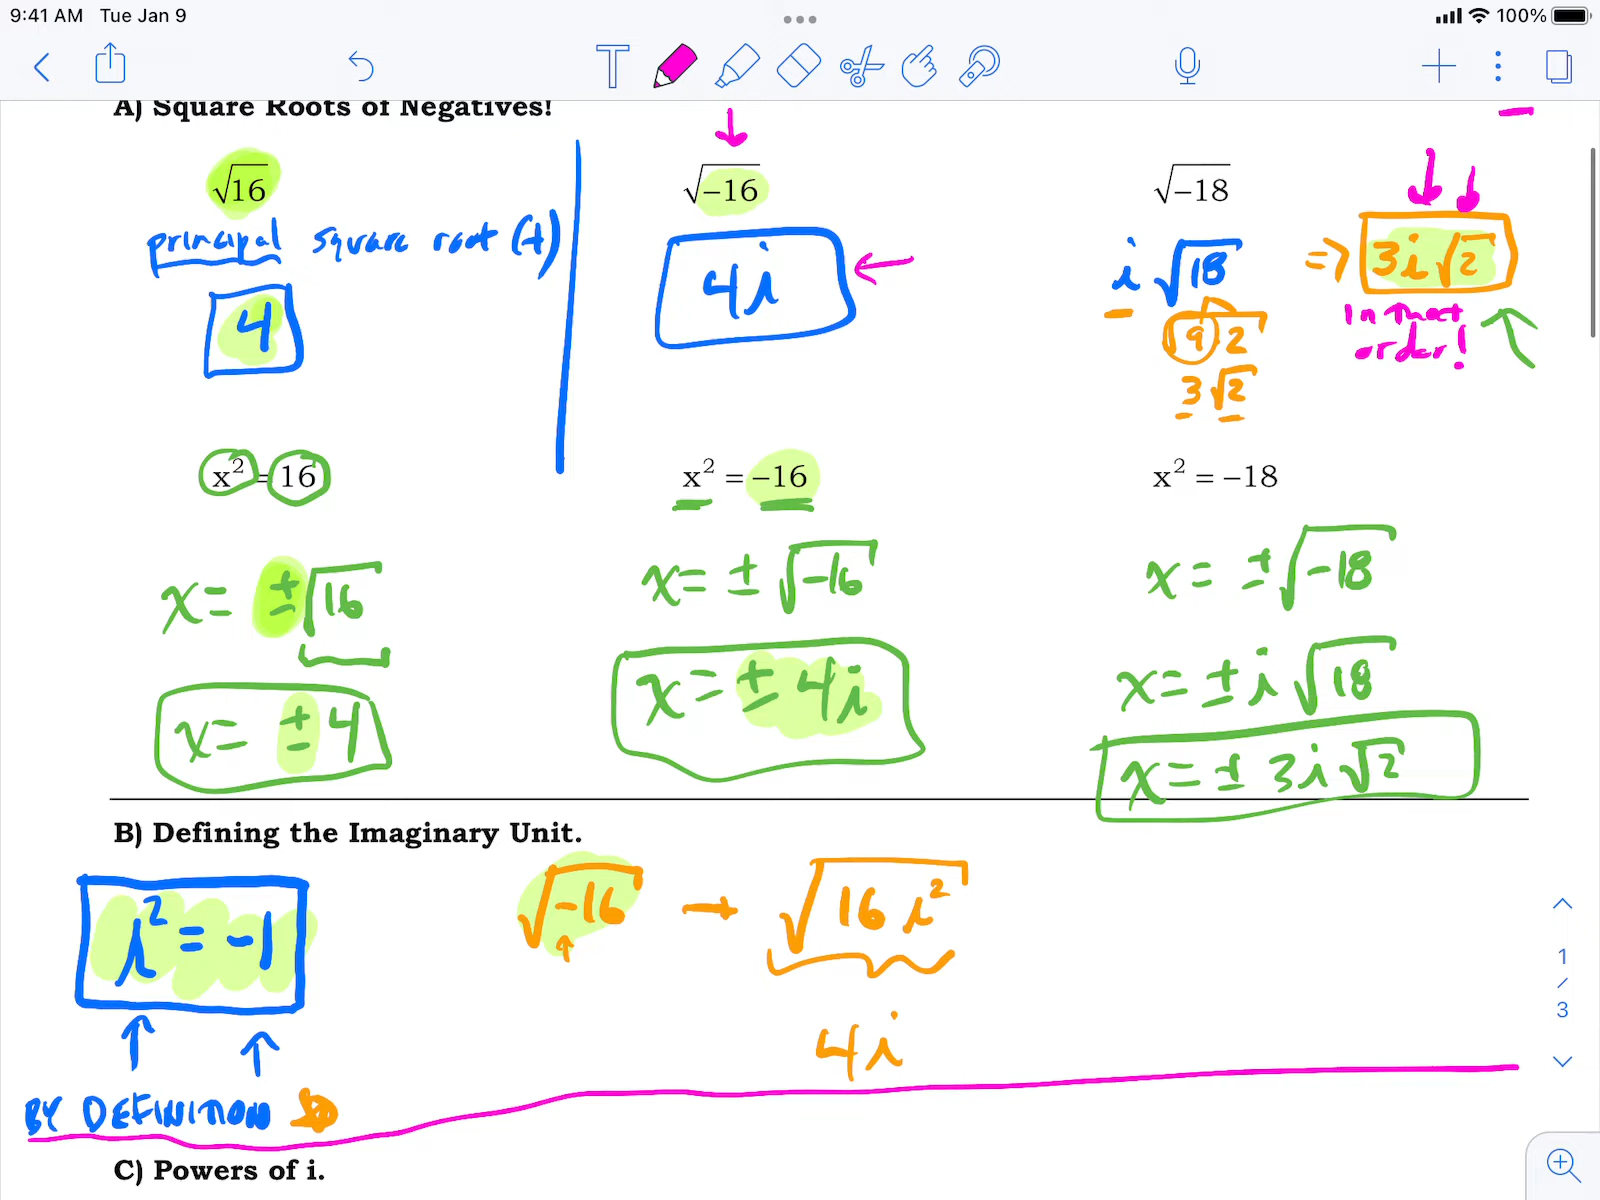 9:41 AM Tue Jan 9
100%
A) Square Roots of Negatives!
√16
√-16
√-18
principal square root (+)
4
4i
i √18
√9·2
3√2
=> 3i√2
In that
order!
x² = 16
x² = -16
x² = -18
x = ±√16
x = ± √-16
x = ±√-18
x = ± 4
x = ± 4i
x = ± i √18
x = ± 3i√2
B) Defining the Imaginary Unit.
i² = -1
√-16 → √16 i²
4i
BY DEFINITION
1
/
3
C) Powers of i.